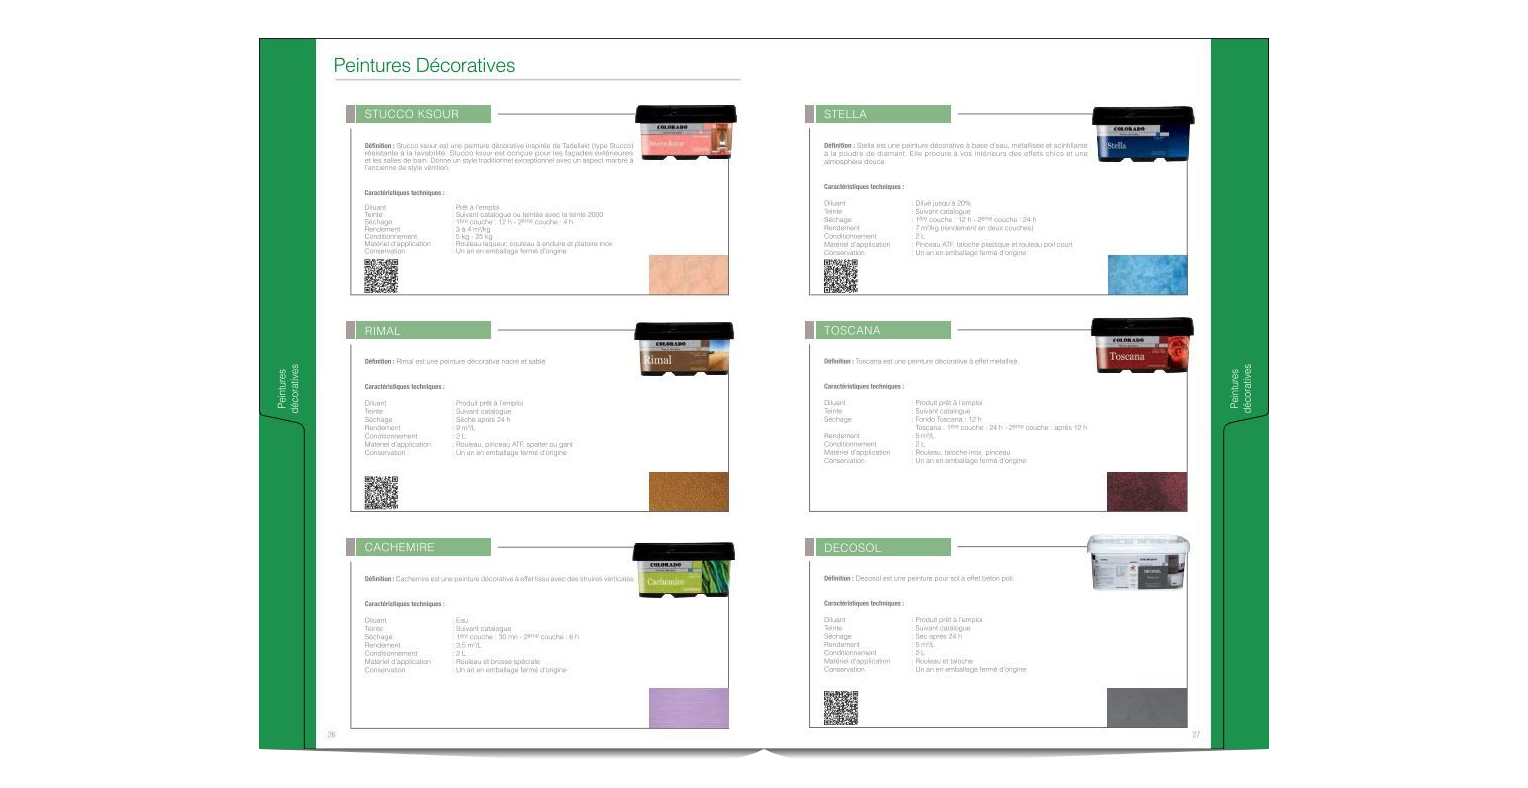 Peintures Décoratives
STUCCO KSOUR
COLORADO
Stucco Ksour
Définition : Stucco ksour est une peinture décorative inspirée de Tadellakt (type Stucco)
résistante à la lavabilité. Stucco ksour est conçue pour les façades extérieures
et les salles de bain. Donne un style traditionnel exceptionnel avec un aspect marbré à
l'ancienne de style vénitien.
Caractéristiques techniques :
Diluant : Prêt à l'emploi
Teinte : Suivant catalogue ou teintée avec la teinte 2000
Séchage : 1ère couche : 12 h - 2ème couche : 4 h
Rendement : 3 à 4 m²/kg
Conditionnement : 5 kg - 25 kg
Matériel d'application : Rouleau laqueur, couteau à enduire et platoire inox
Conservation : Un an en emballage fermé d'origine
RIMAL
COLORADO
Rimal
Définition : Rimal est une peinture décorative nacré et sablé.
Caractéristiques techniques :
Diluant : Produit prêt à l'emploi
Teinte : Suivant catalogue
Séchage : Sèche après 24 h
Rendement : 9 m²/L
Conditionnement : 2 L
Matériel d'application : Rouleau, pinceau ATF, spalter ou gant
Conservation : Un an en emballage fermé d'origine
CACHEMIRE
COLORADO
Cachemire
Définition : Cachemire est une peinture décorative à effet tissu avec des struires verticales.
Caractéristiques techniques :
Diluant : Eau
Teinte : Suivant catalogue
Séchage : 1ère couche : 30 mn - 2ème couche : 6 h
Rendement : 3,5 m²/L
Conditionnement : 2 L
Matériel d'application : Rouleau et brosse spéciale
Conservation : Un an en emballage fermé d'origine
26
Peintures
décoratives
STELLA
COLORADO
Stella
Définition : Stella est une peinture décorative à base d'eau, métallisée et scintillante
à la poudre de diamant. Elle procure à vos intérieurs des effets chics et une
atmosphère douce.
Caractéristiques techniques :
Diluant : Dilué jusqu'à 20%
Teinte : Suivant catalogue
Séchage : 1ère couche : 12 h - 2ème couche : 24 h
Rendement : 7 m²/kg (rendement en deux couches)
Conditionnement : 2 L
Matériel d'application : Pinceau ATF, taloche plastique et rouleau poil court
Conservation : Un an en emballage fermé d'origine
TOSCANA
COLORADO
Toscana
Définition : Toscana est une peinture décorative à effet métallisé.
Caractéristiques techniques :
Diluant : Produit prêt à l'emploi
Teinte : Suivant catalogue
Séchage : Fondo Toscana : 12 h
Toscana : 1ère couche : 24 h - 2ème couche : après 12 h
Rendement : 5 m²/L
Conditionnement : 2 L
Matériel d'application : Rouleau, taloche inox, pinceau
Conservation : Un an en emballage fermé d'origine
DECOSOL
COLORADO
DECOSOL
Définition : Decosol est une peinture pour sol à effet béton poli.
Caractéristiques techniques :
Diluant : Produit prêt à l'emploi
Teinte : Suivant catalogue
Séchage : Sec après 24 h
Rendement : 5 m²/L
Conditionnement : 2 L
Matériel d'application : Rouleau et taloche
Conservation : Un an en emballage fermé d'origine
27
Peintures
décoratives